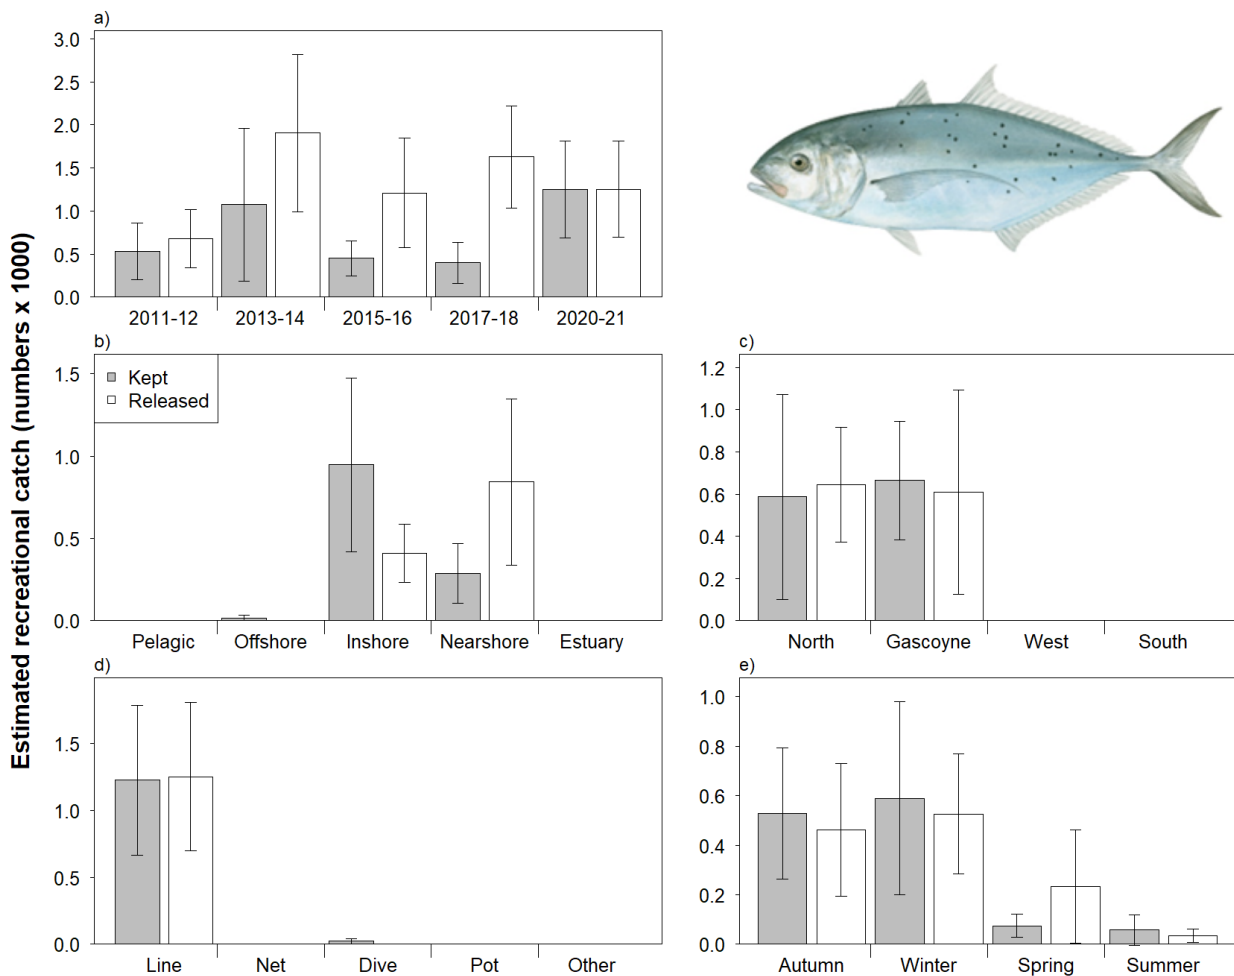 Estimated recreational catch (numbers x 1000)
a)
3.0
2.5
2.0
1.5
1.0
0.5
0.0
2011-12 2013-14 2015-16 2017-18 2020-21
b)
Kept
Released
1.5
1.0
0.5
0.0
Pelagic Offshore Inshore Nearshore Estuary
c)
1.2
1.0
0.8
0.6
0.4
0.2
0.0
North Gascoyne West South
d)
1.5
1.0
0.5
0.0
Line Net Dive Pot Other
e)
1.0
0.8
0.6
0.4
0.2
0.0
Autumn Winter Spring Summer